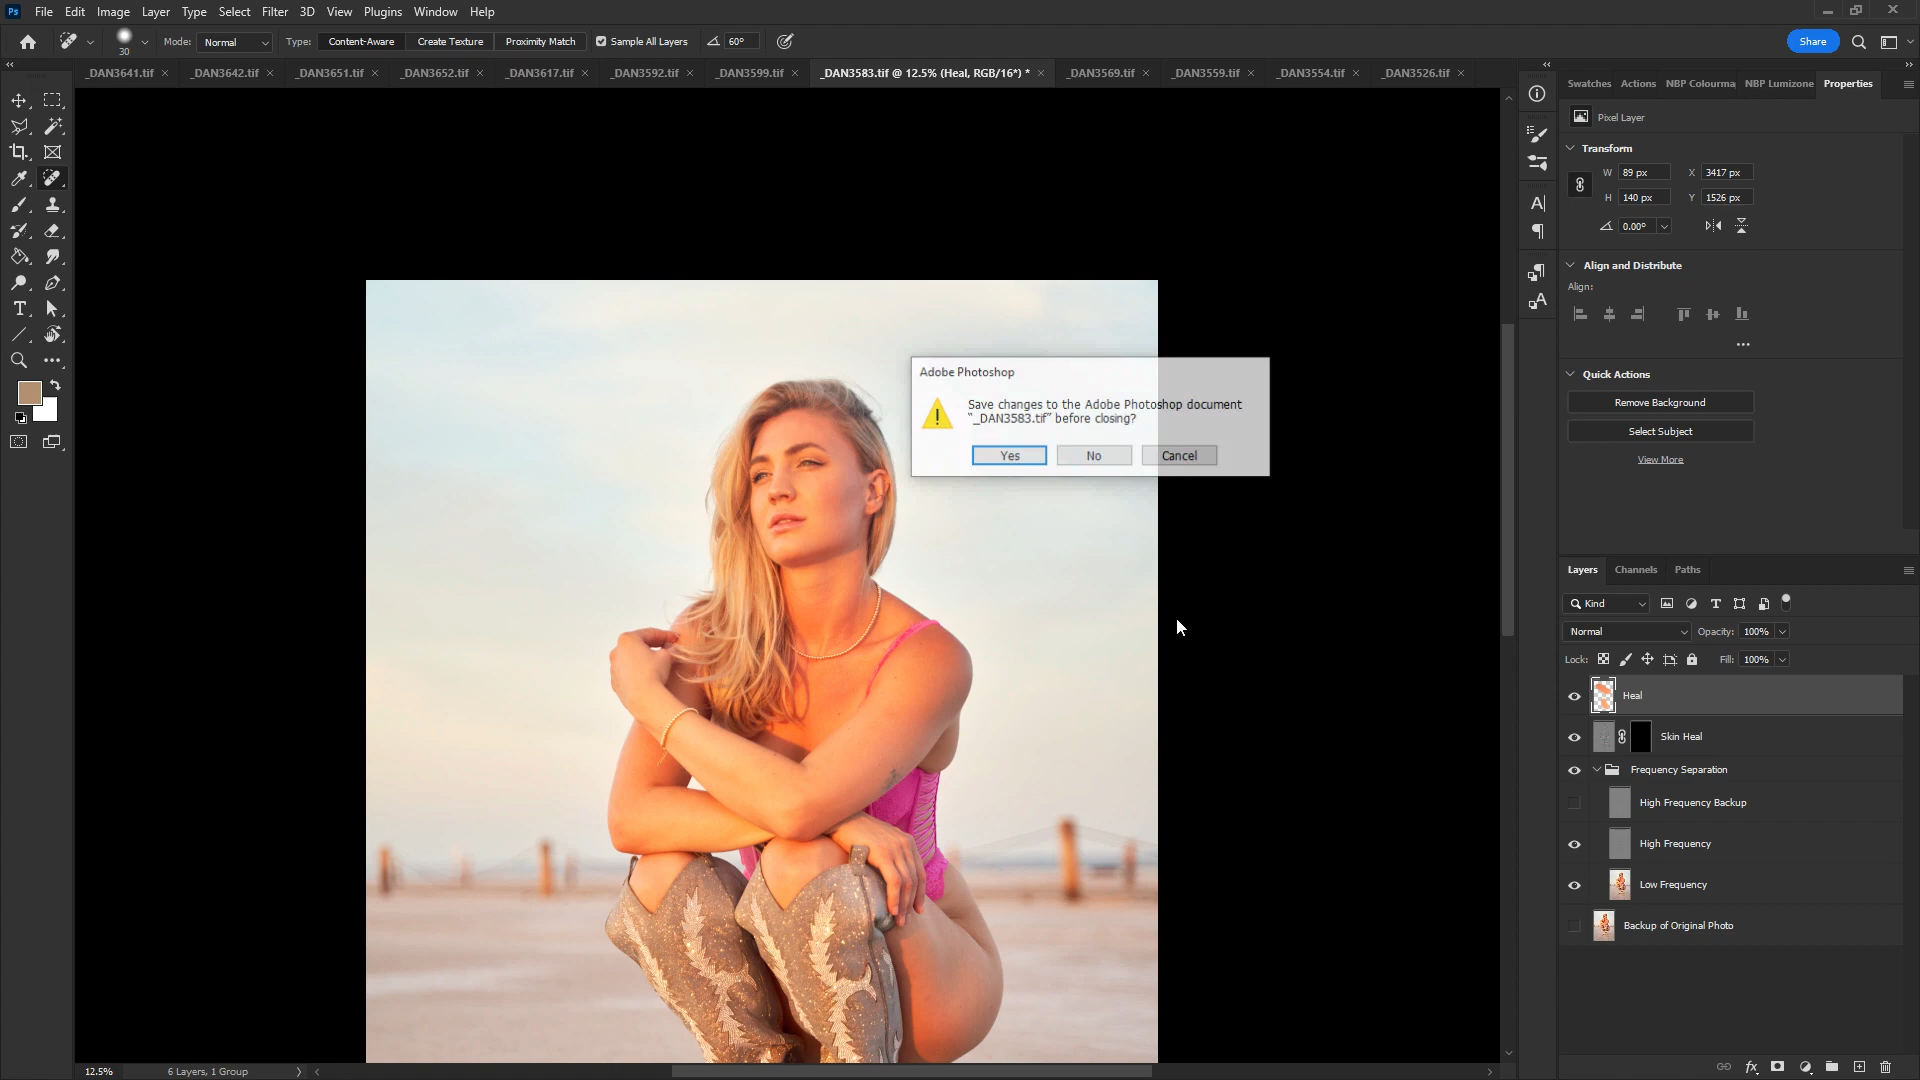 Ps File Edit Image Layer Type Select Filter 3D View Plugins Window Help
30 Mode: Normal Type: Content-Aware Create Texture Proximity Match Sample All Layers 60° Share
_DAN3641.tif _DAN3642.tif _DAN3651.tif _DAN3652.tif _DAN3617.tif _DAN3592.tif _DAN3599.tif _DAN3583.tif @ 12.5% (Heal, RGB/16*) * _DAN3569.tif _DAN3559.tif _DAN3554.tif _DAN3526.tif
Swatches Actions NBP Colourma NBP Lumizone Properties
Pixel Layer
Transform
W 89 px X 3417 px
H 140 px Y 1526 px
0.00°
Align and Distribute
Align:
Quick Actions
Remove Background
Select Subject
View More
Adobe Photoshop
Save changes to the Adobe Photoshop document
“_DAN3583.tif” before closing?
Yes No Cancel
Layers Channels Paths
Kind
Normal Opacity: 100%
Lock: Fill: 100%
Heal
Skin Heal
Frequency Separation
High Frequency Backup
High Frequency
Low Frequency
Backup of Original Photo
12.5% 6 Layers, 1 Group